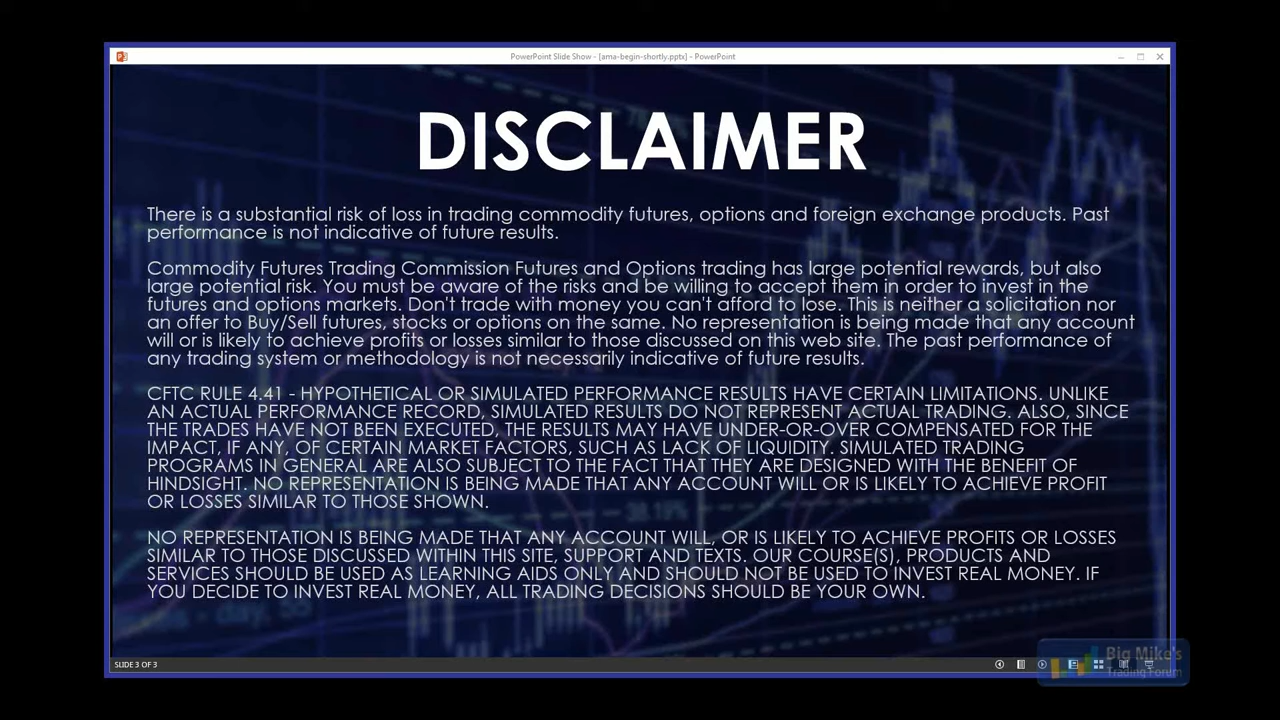 PowerPoint Slide Show - [ama-begin-shortly.pptx] - PowerPoint
DISCLAIMER
There is a substantial risk of loss in trading commodity futures, options and foreign exchange products. Past
performance is not indicative of future results.
Commodity Futures Trading Commission Futures and Options trading has large potential rewards, but also
large potential risk. You must be aware of the risks and be willing to accept them in order to invest in the
futures and options markets. Don't trade with money you can't afford to lose. This is neither a solicitation nor
an offer to Buy/Sell futures, stocks or options on the same. No representation is being made that any account
will or is likely to achieve profits or losses similar to those discussed on this web site. The past performance of
any trading system or methodology is not necessarily indicative of future results.
CFTC RULE 4.41 - HYPOTHETICAL OR SIMULATED PERFORMANCE RESULTS HAVE CERTAIN LIMITATIONS. UNLIKE
AN ACTUAL PERFORMANCE RECORD, SIMULATED RESULTS DO NOT REPRESENT ACTUAL TRADING. ALSO, SINCE
THE TRADES HAVE NOT BEEN EXECUTED, THE RESULTS MAY HAVE UNDER-OR-OVER COMPENSATED FOR THE
IMPACT, IF ANY, OF CERTAIN MARKET FACTORS, SUCH AS LACK OF LIQUIDITY. SIMULATED TRADING
PROGRAMS IN GENERAL ARE ALSO SUBJECT TO THE FACT THAT THEY ARE DESIGNED WITH THE BENEFIT OF
HINDSIGHT. NO REPRESENTATION IS BEING MADE THAT ANY ACCOUNT WILL OR IS LIKELY TO ACHIEVE PROFIT
OR LOSSES SIMILAR TO THOSE SHOWN.
NO REPRESENTATION IS BEING MADE THAT ANY ACCOUNT WILL, OR IS LIKELY TO ACHIEVE PROFITS OR LOSSES
SIMILAR TO THOSE DISCUSSED WITHIN THIS SITE, SUPPORT AND TEXTS. OUR COURSE(S), PRODUCTS AND
SERVICES SHOULD BE USED AS LEARNING AIDS ONLY AND SHOULD NOT BE USED TO INVEST REAL MONEY. IF
YOU DECIDE TO INVEST REAL MONEY, ALL TRADING DECISIONS SHOULD BE YOUR OWN.
SLIDE 3 OF 3
Big Mike's
Trading Forum